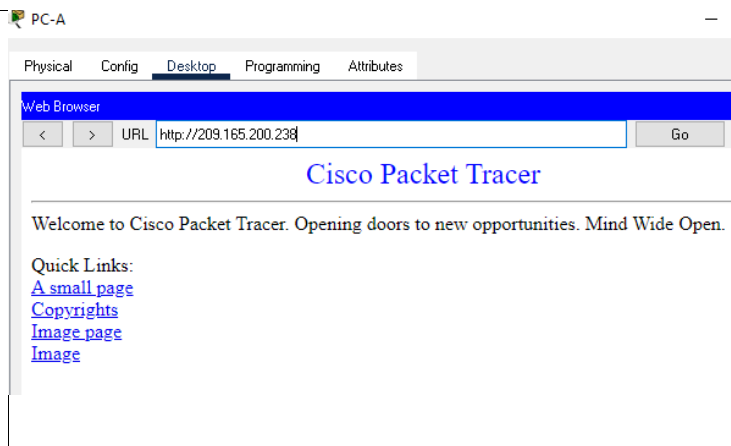 PC-A
Physical Config Desktop Programming Attributes
Web Browser
< > URL http://209.165.200.238 Go
Cisco Packet Tracer
Welcome to Cisco Packet Tracer. Opening doors to new opportunities. Mind Wide Open.
Quick Links:
A small page
Copyrights
Image page
Image